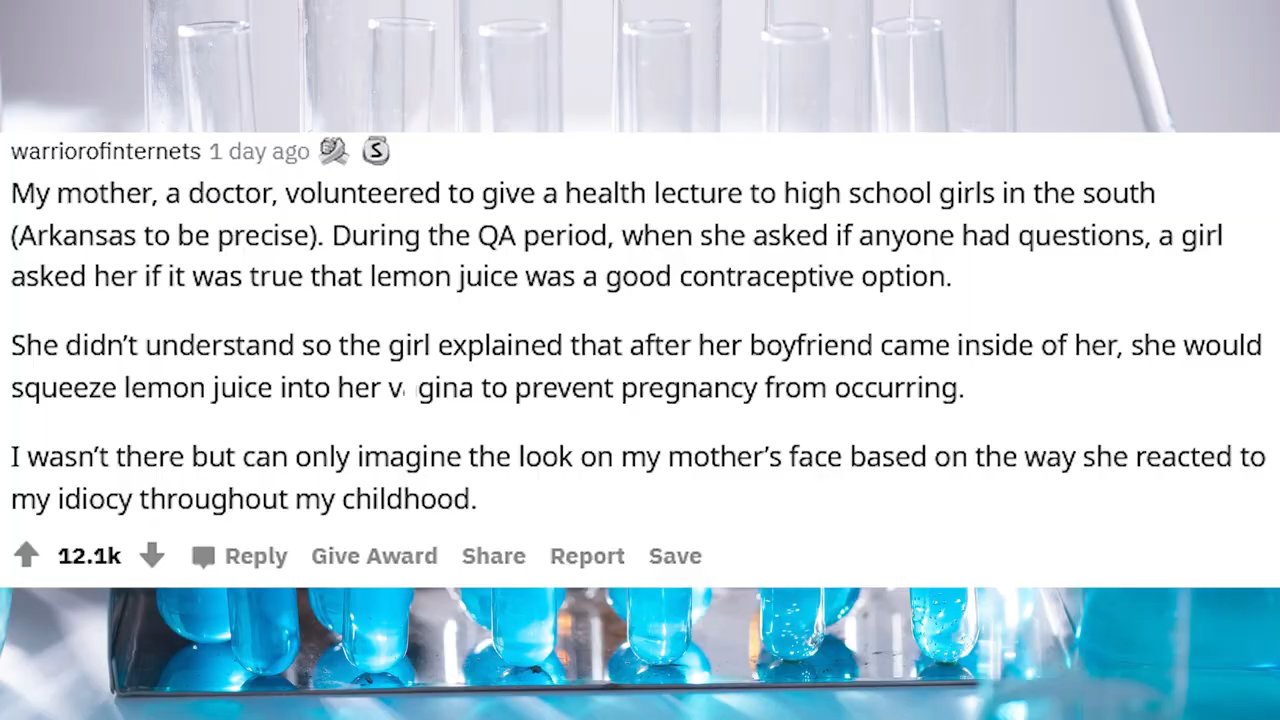 warriorofinternets 1 day ago
My mother, a doctor, volunteered to give a health lecture to high school girls in the south
(Arkansas to be precise). During the QA period, when she asked if anyone had questions, a girl
asked her if it was true that lemon juice was a good contraceptive option.
She didn't understand so the girl explained that after her boyfriend came inside of her, she would
squeeze lemon juice into her v gina to prevent pregnancy from occurring.
I wasn't there but can only imagine the look on my mother's face based on the way she reacted to
my idiocy throughout my childhood.
12.1k Reply Give Award Share Report Save